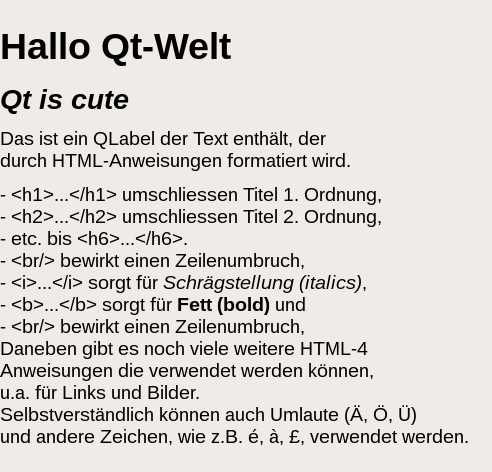 Hallo Qt-Welt
Qt is cute
Das ist ein QLabel der Text enthält, der
durch HTML-Anweisungen formatiert wird.
- <h1>...</h1> umschliessen Titel 1. Ordnung,
- <h2>...</h2> umschliessen Titel 2. Ordnung,
- etc. bis <h6>...</h6>.
- <br/> bewirkt einen Zeilenumbruch,
- <i>...</i> sorgt für Schrägstellung (italics),
- <b>...</b> sorgt für Fett (bold) und
- <br/> bewirkt einen Zeilenumbruch,
Daneben gibt es noch viele weitere HTML-4
Anweisungen die verwendet werden können,
u.a. für Links und Bilder.
Selbstverständlich können auch Umlaute (Ä, Ö, Ü)
und andere Zeichen, wie z.B. é, à, £, verwendet werden.